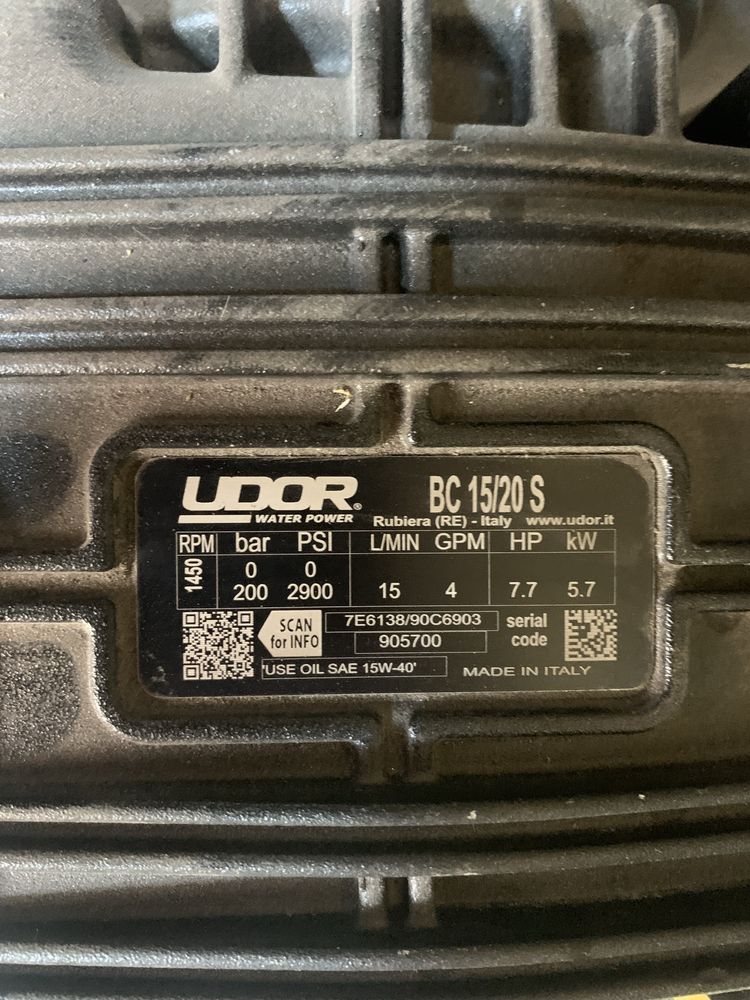 UDOR® BC 15/20 S
WATER POWER Rubiera (RE) - Italy www.udor.it
RPM bar PSI L/MIN GPM HP kW
1450 0 0
200 2900 15 4 7.7 5.7
SCAN for INFO
7E6138/90C6903 serial
905700 code
'USE OIL SAE 15W-40' MADE IN ITALY